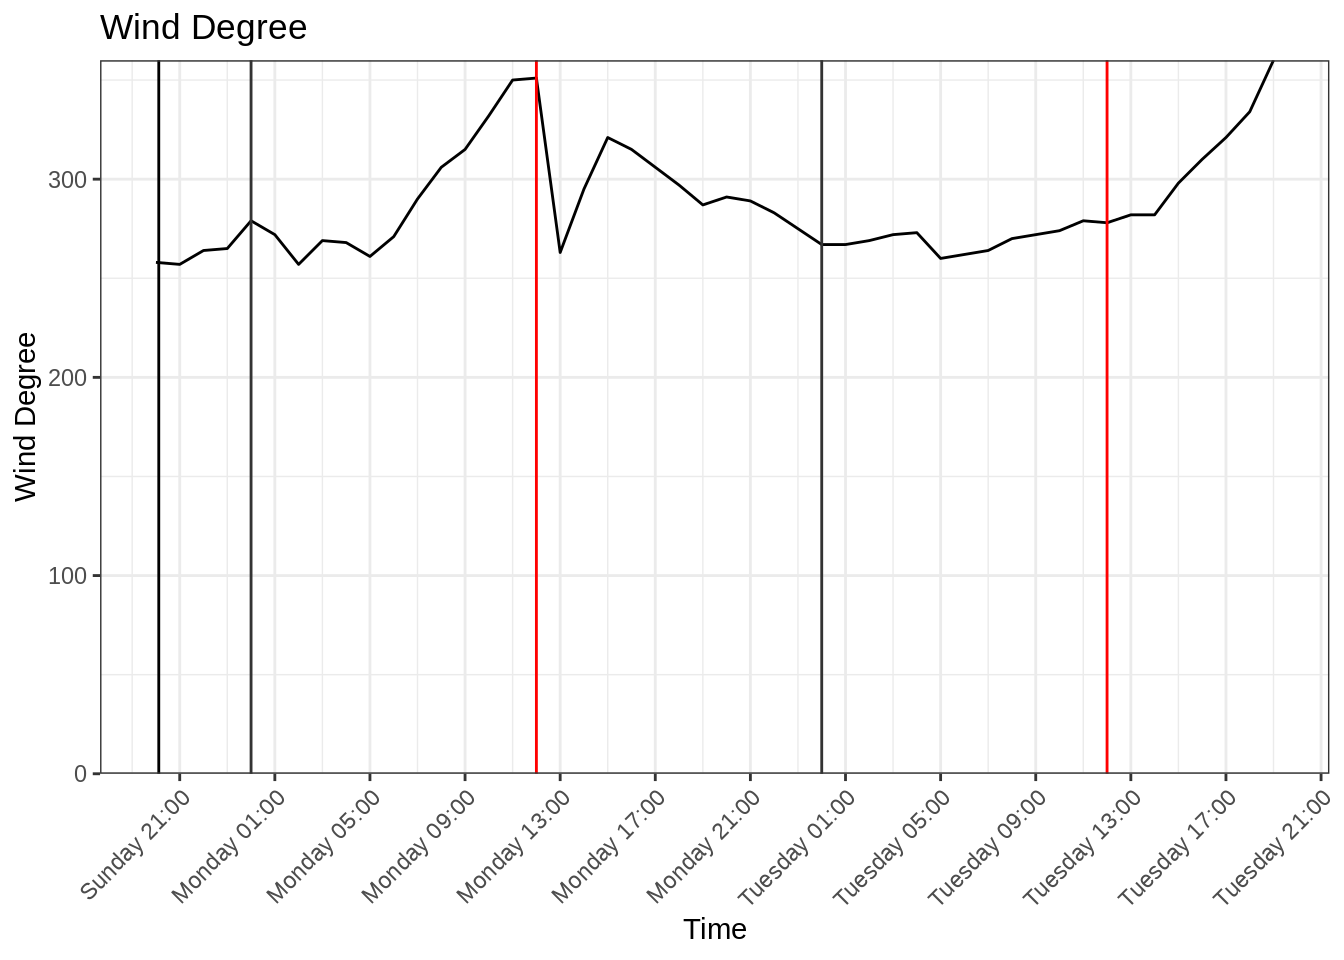 Wind Degree
Wind Degree
300
200
100
0
Sunday 21:00
Monday 01:00
Monday 05:00
Monday 09:00
Monday 13:00
Monday 17:00
Monday 21:00
Tuesday 01:00
Tuesday 05:00
Tuesday 09:00
Tuesday 13:00
Tuesday 17:00
Tuesday 21:00
Time